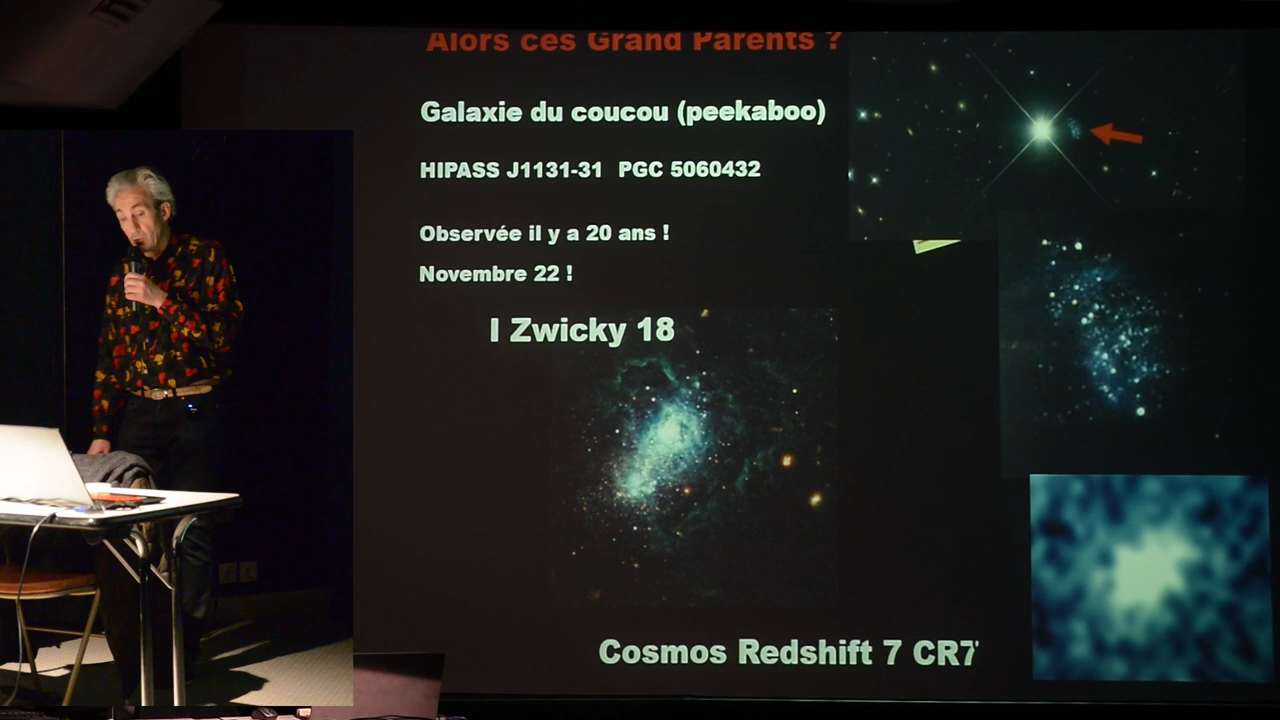 Alors ces Grand Parents ?
Galaxie du coucou (peekaboo)
HIPASS J1131-31 PGC 5060432
Observée il y a 20 ans !
Novembre 22 !
I Zwicky 18
Cosmos Redshift 7 CR7